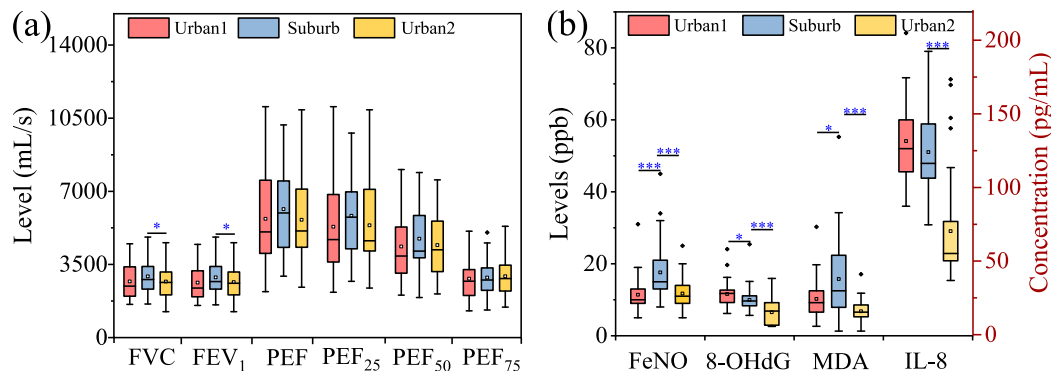 (a)
Urban1 Suburb Urban2
14000
10500
7000
3500
0
Level (mL/s)
* *
FVC FEV1 PEF PEF25 PEF50 PEF75
(b)
Urban1 Suburb Urban2
80
60
40
20
0
Levels (ppb)
*** *** * *** * *** ***
200
150
100
50
0
Concentration (pg/mL)
FeNO 8-OHdG MDA IL-8